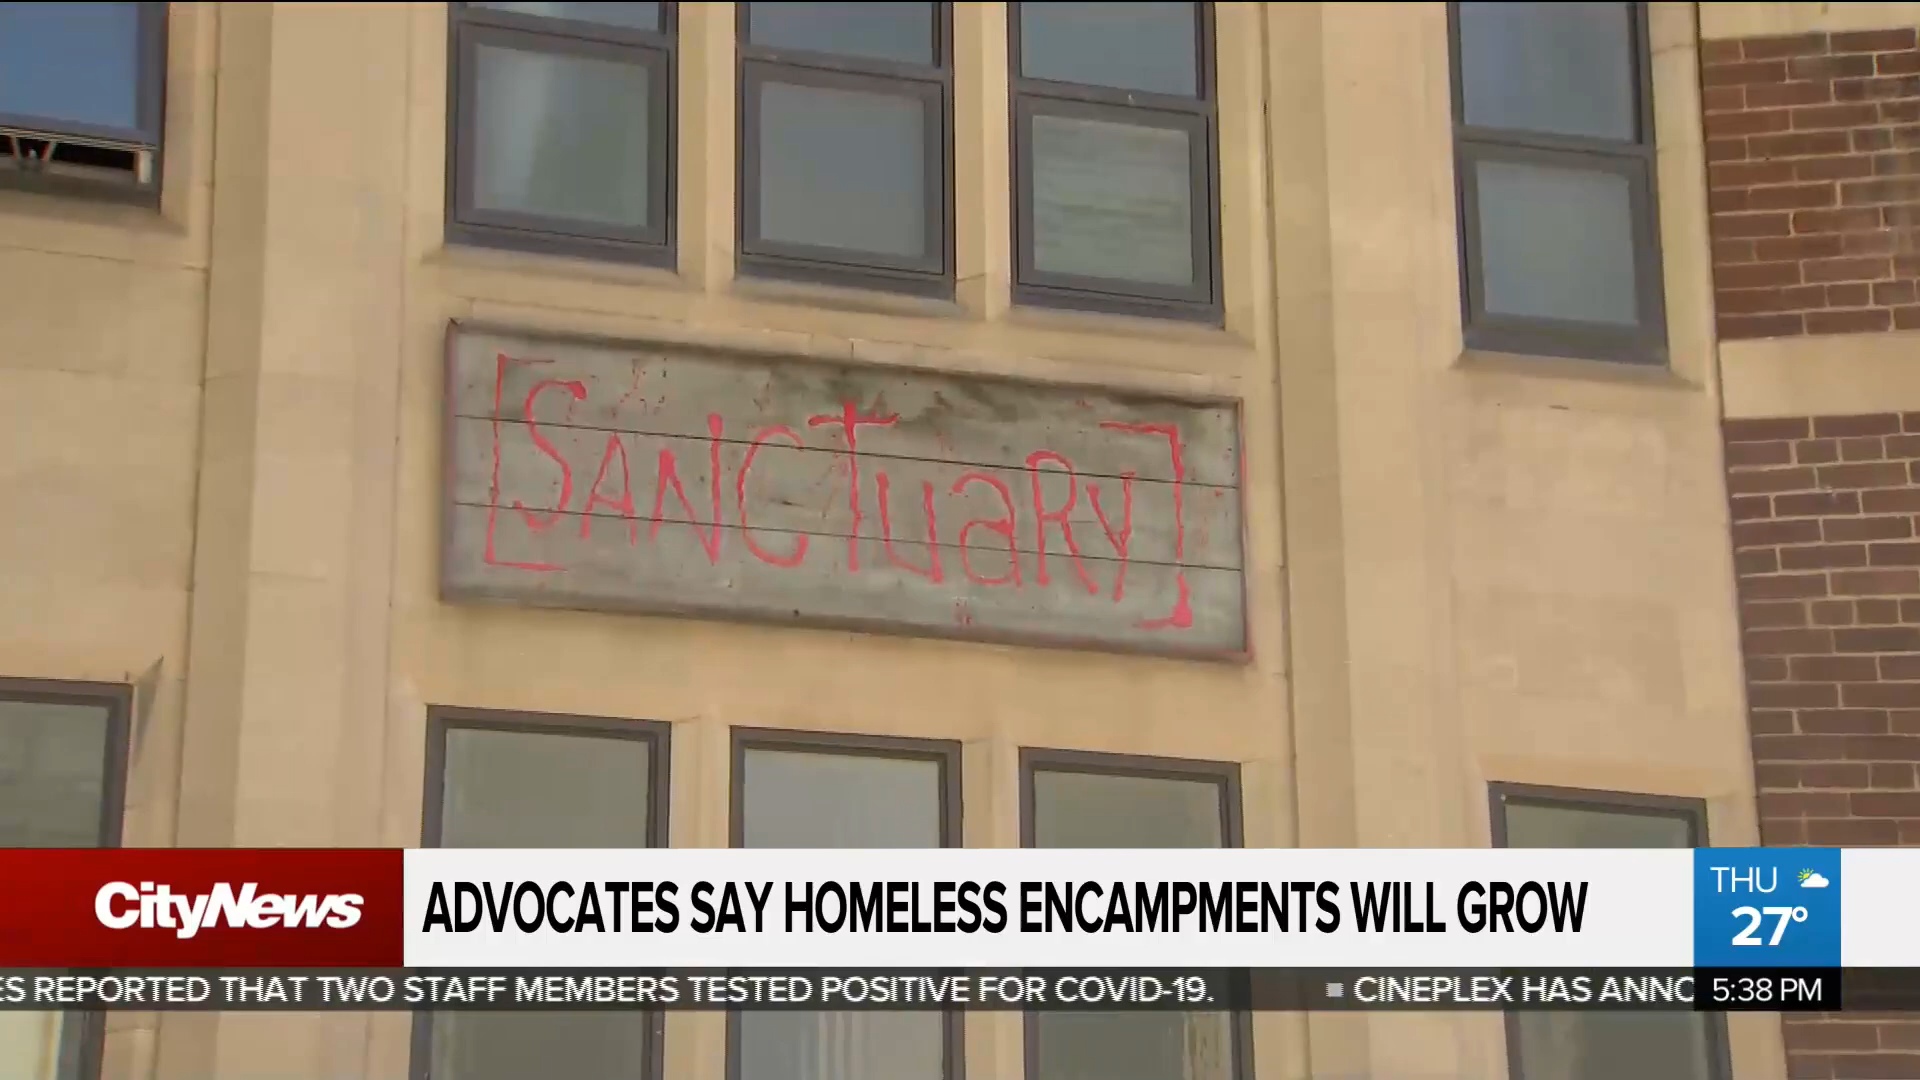 [SANCTuaRy]
CityNews
ADVOCATES SAY HOMELESS ENCAMPMENTS WILL GROW
THU
27°
REPORTED THAT TWO STAFF MEMBERS TESTED POSITIVE FOR COVID-19. ■ CINEPLEX HAS
5:38 PM